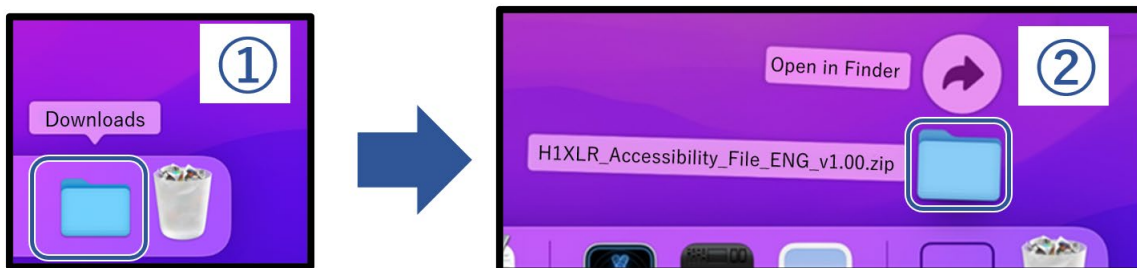 ①
Downloads
②
Open in Finder
H1XLR_Accessibility_File_ENG_v1.00.zip